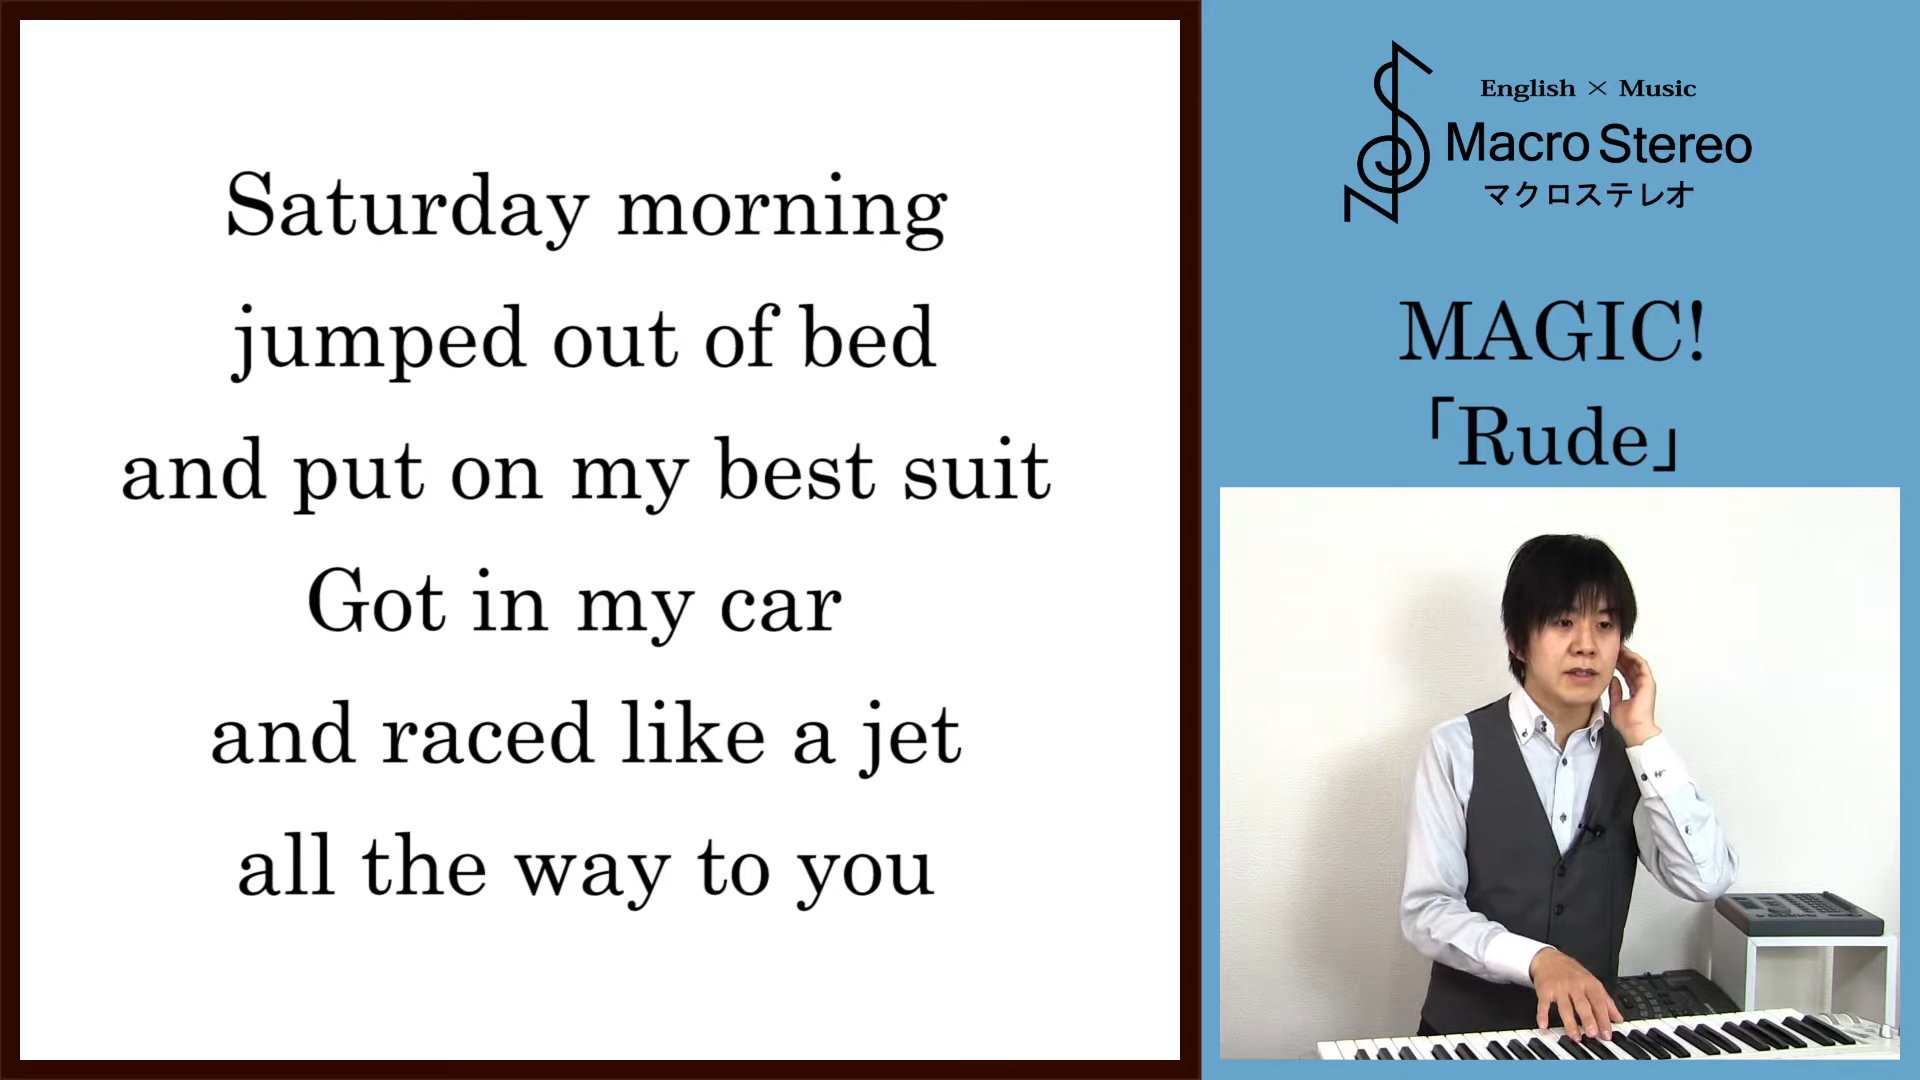 Saturday morning
jumped out of bed
and put on my best suit
Got in my car
and raced like a jet
all the way to you
English × Music
Macro Stereo
マクロステレオ
MAGIC!
「Rude」